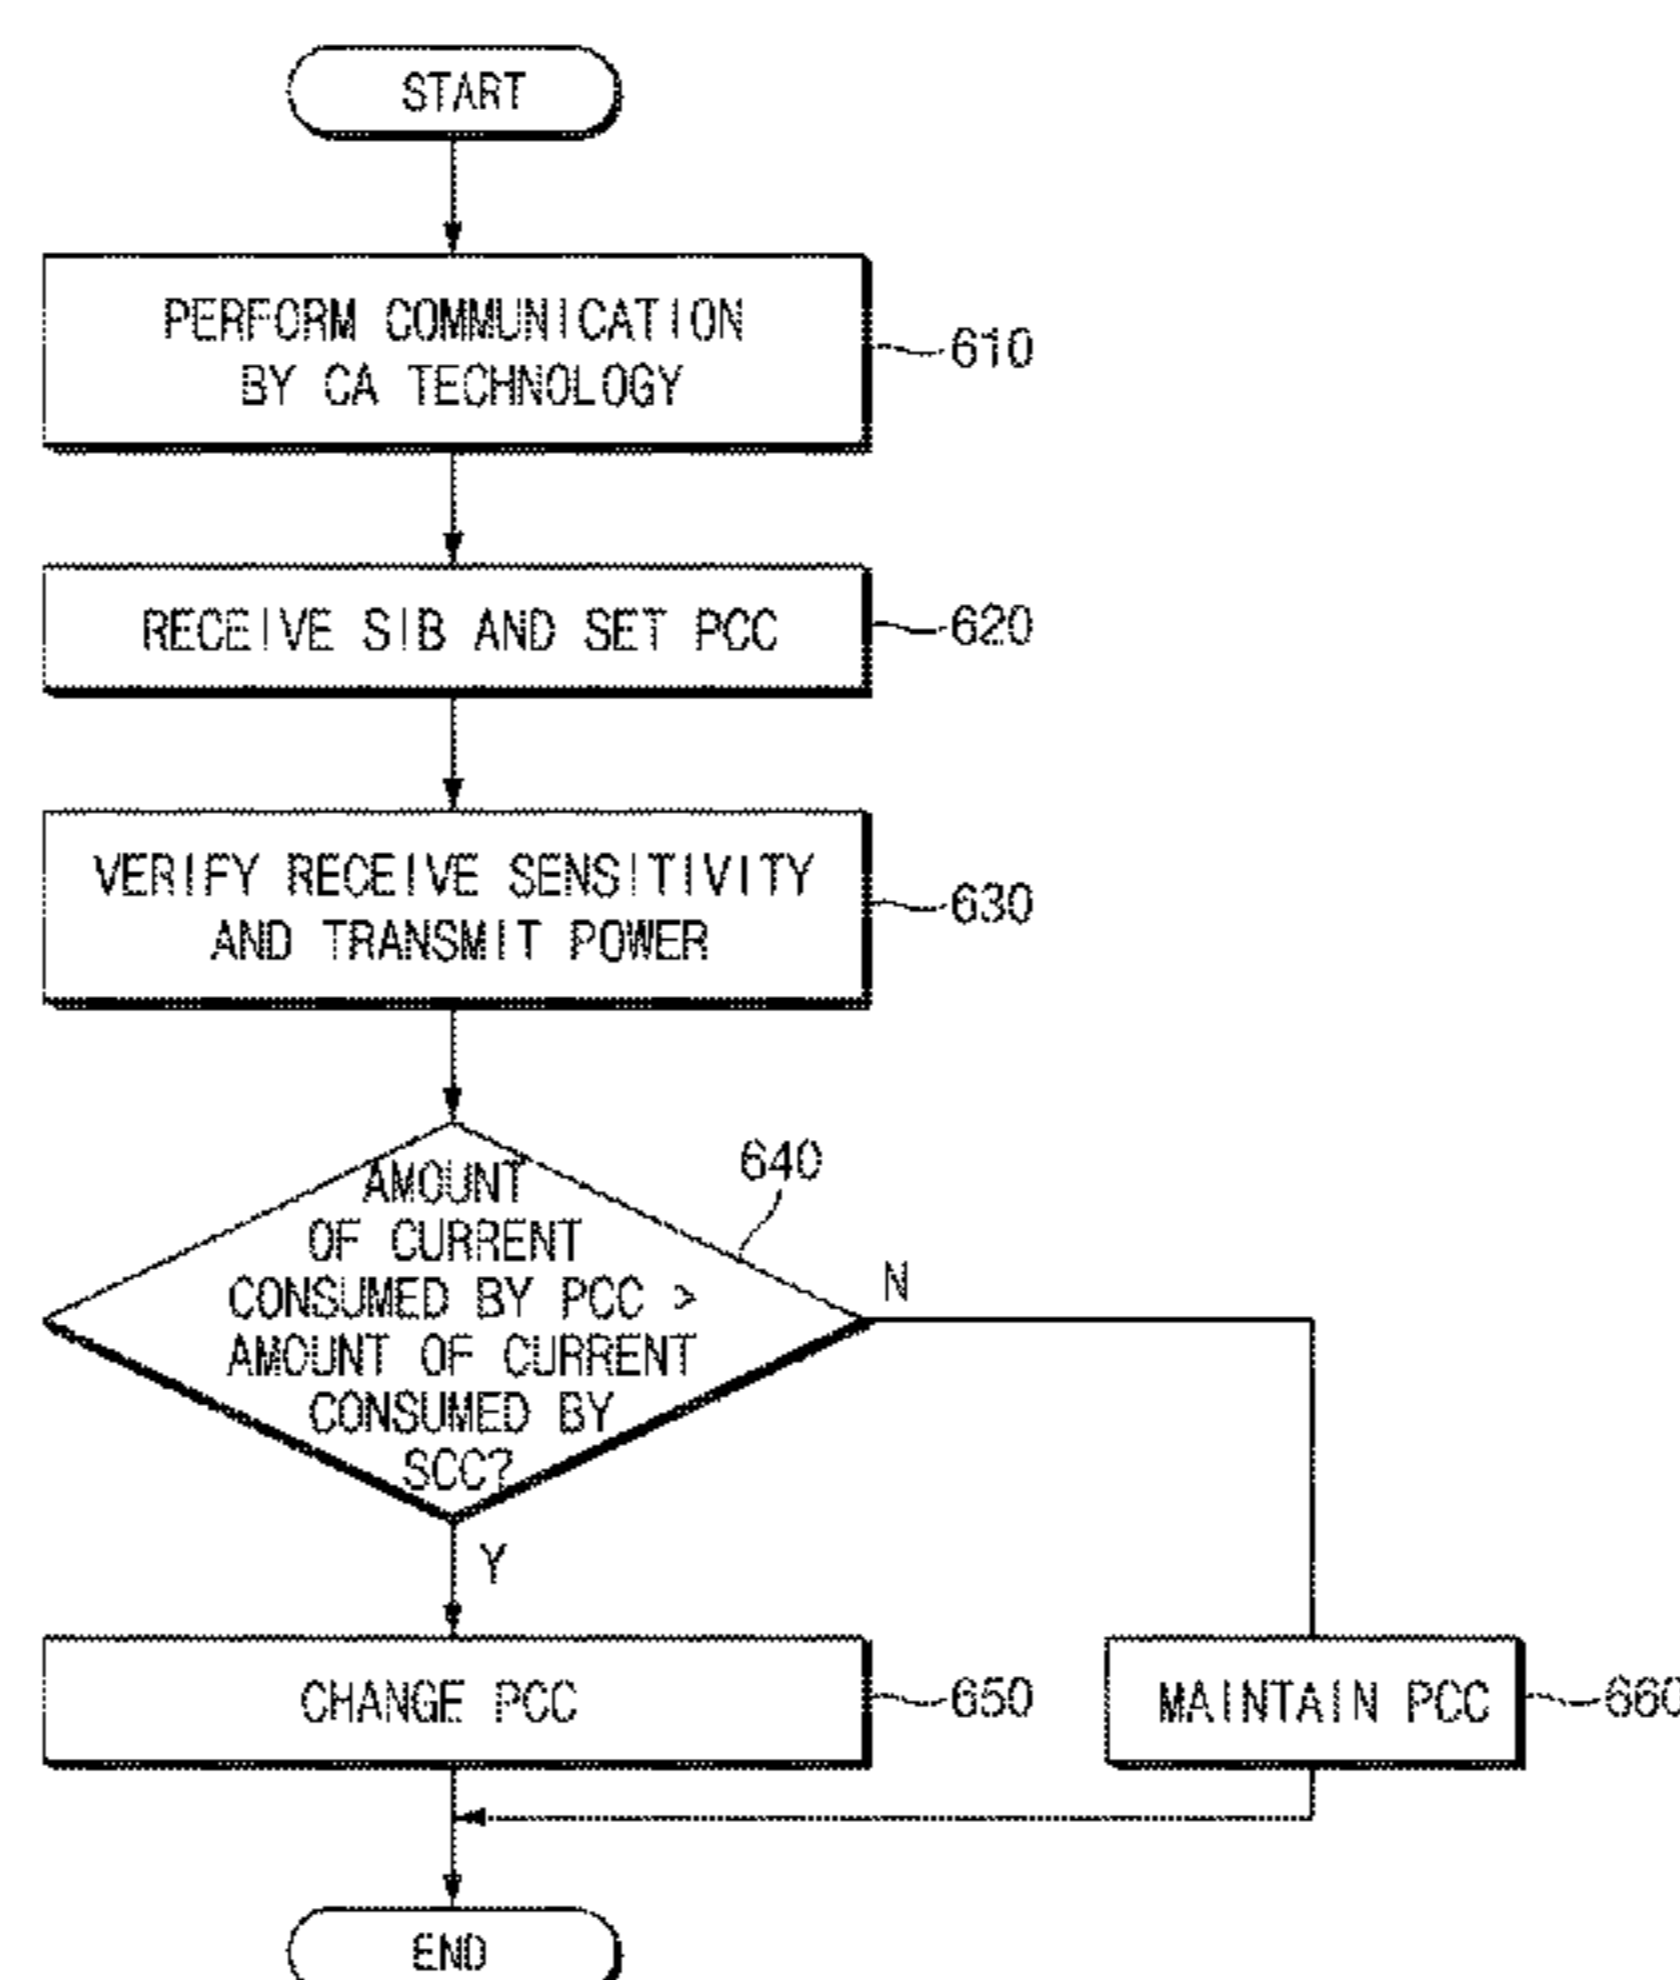 START
PERFORM COMMUNICATION
BY CA TECHNOLOGY
610
RECEIVE SIB AND SET PCC
620
VERIFY RECEIVE SENSITIVITY
AND TRANSMIT POWER
630
640
AMOUNT
OF CURRENT
CONSUMED BY PCC >
AMOUNT OF CURRENT
CONSUMED BY
SCC?
N
Y
CHANGE PCC
650
MAINTAIN PCC
660
END